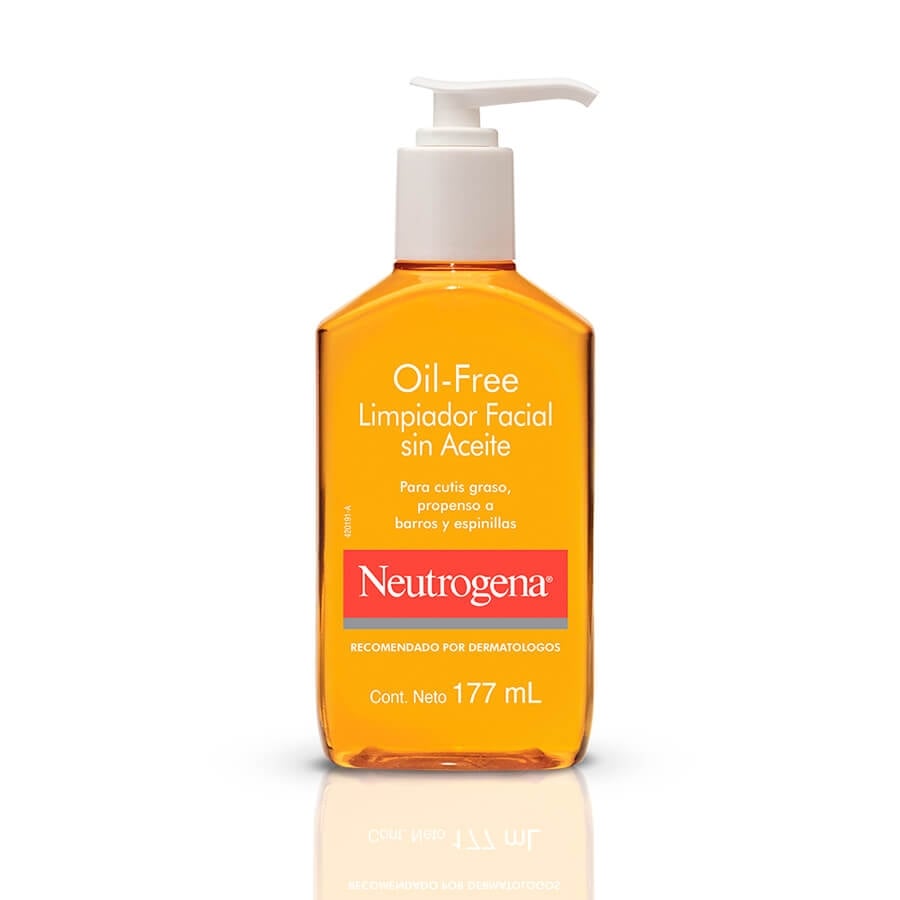 Oil-Free
Limpiador Facial
sin Aceite
Para cutis graso,
propenso a
barros y espinillas
420191-A
Neutrogena®
RECOMENDADO POR DERMATOLOGOS
Cont. Neto 177 mL